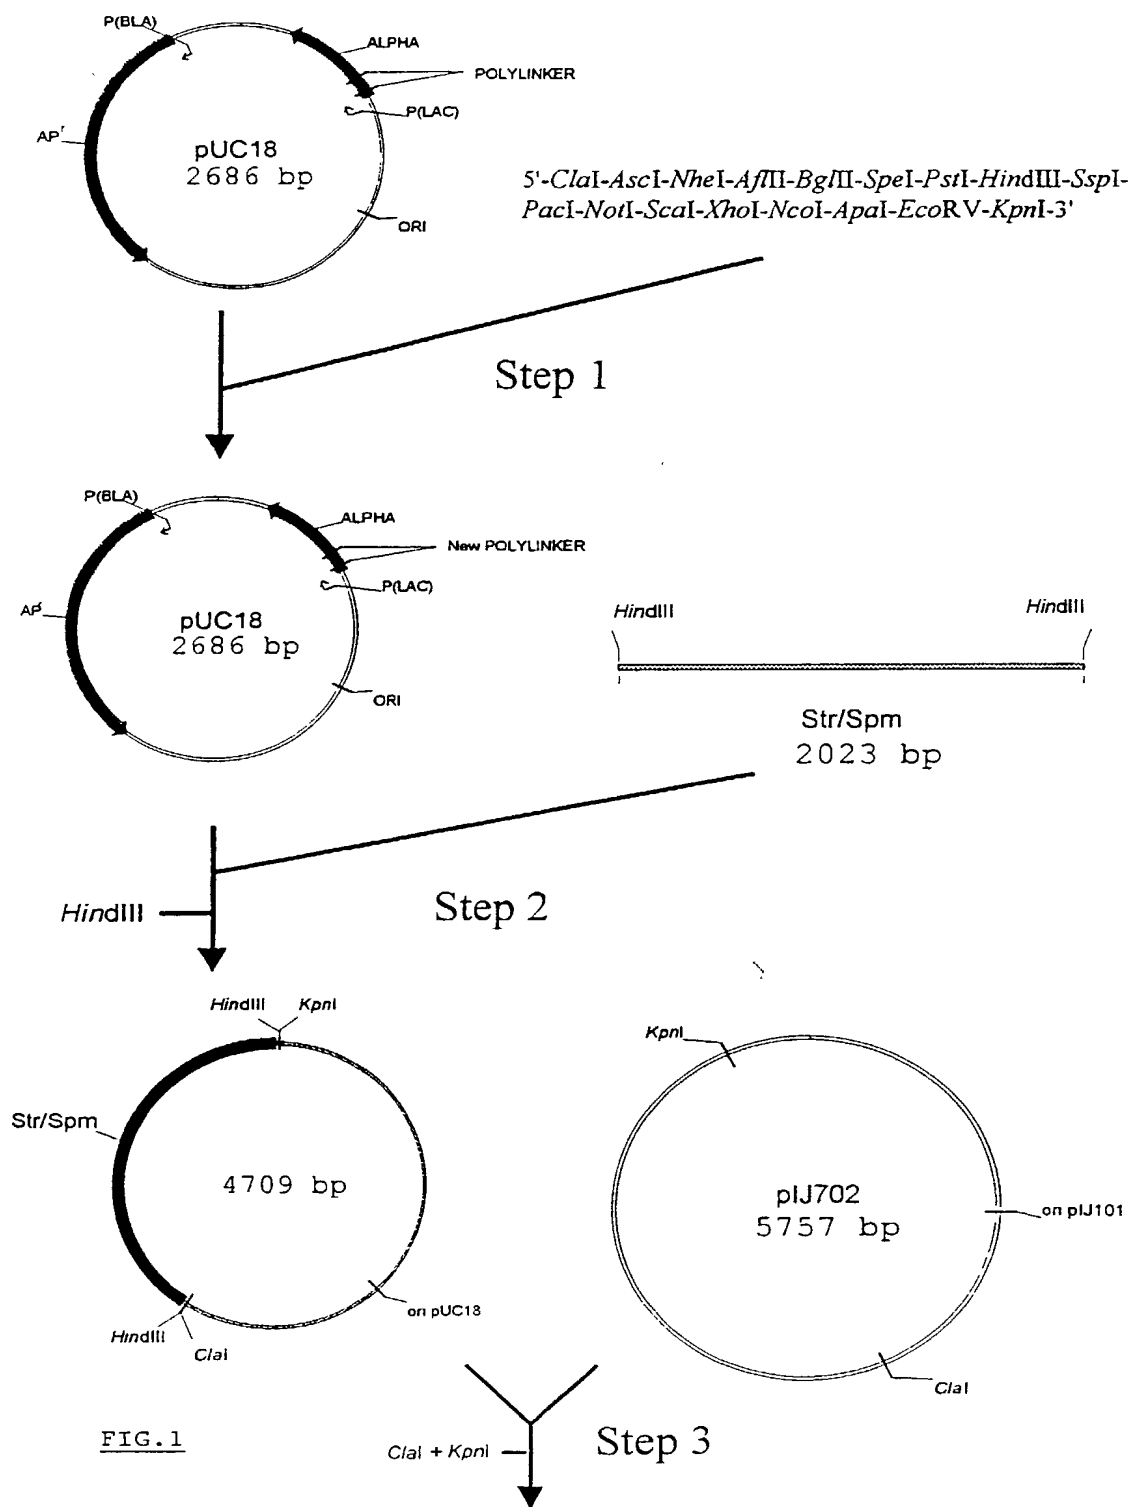 P(BLA)
ALPHA
POLYLINKER
P(LAC)
APʳ
pUC18
2686 bp
ORI
5'-ClaI-AscI-NheI-AflII-BglII-SpeI-PstI-HindIII-SspI-
PacI-NotI-ScaI-XhoI-NcoI-ApaI-EcoRV-KpnI-3'
Step 1
P(BLA)
ALPHA
New POLYLINKER
P(LAC)
APʳ
pUC18
2686 bp
ORI
HindIII
HindIII
Str/Spm
2023 bp
HindIII
Step 2
HindIII
KpnI
Str/Spm
4709 bp
ori pUC18
HindIII
ClaI
KpnI
pIJ702
5757 bp
ori pIJ101
ClaI
FIG.1
ClaI + KpnI
Step 3